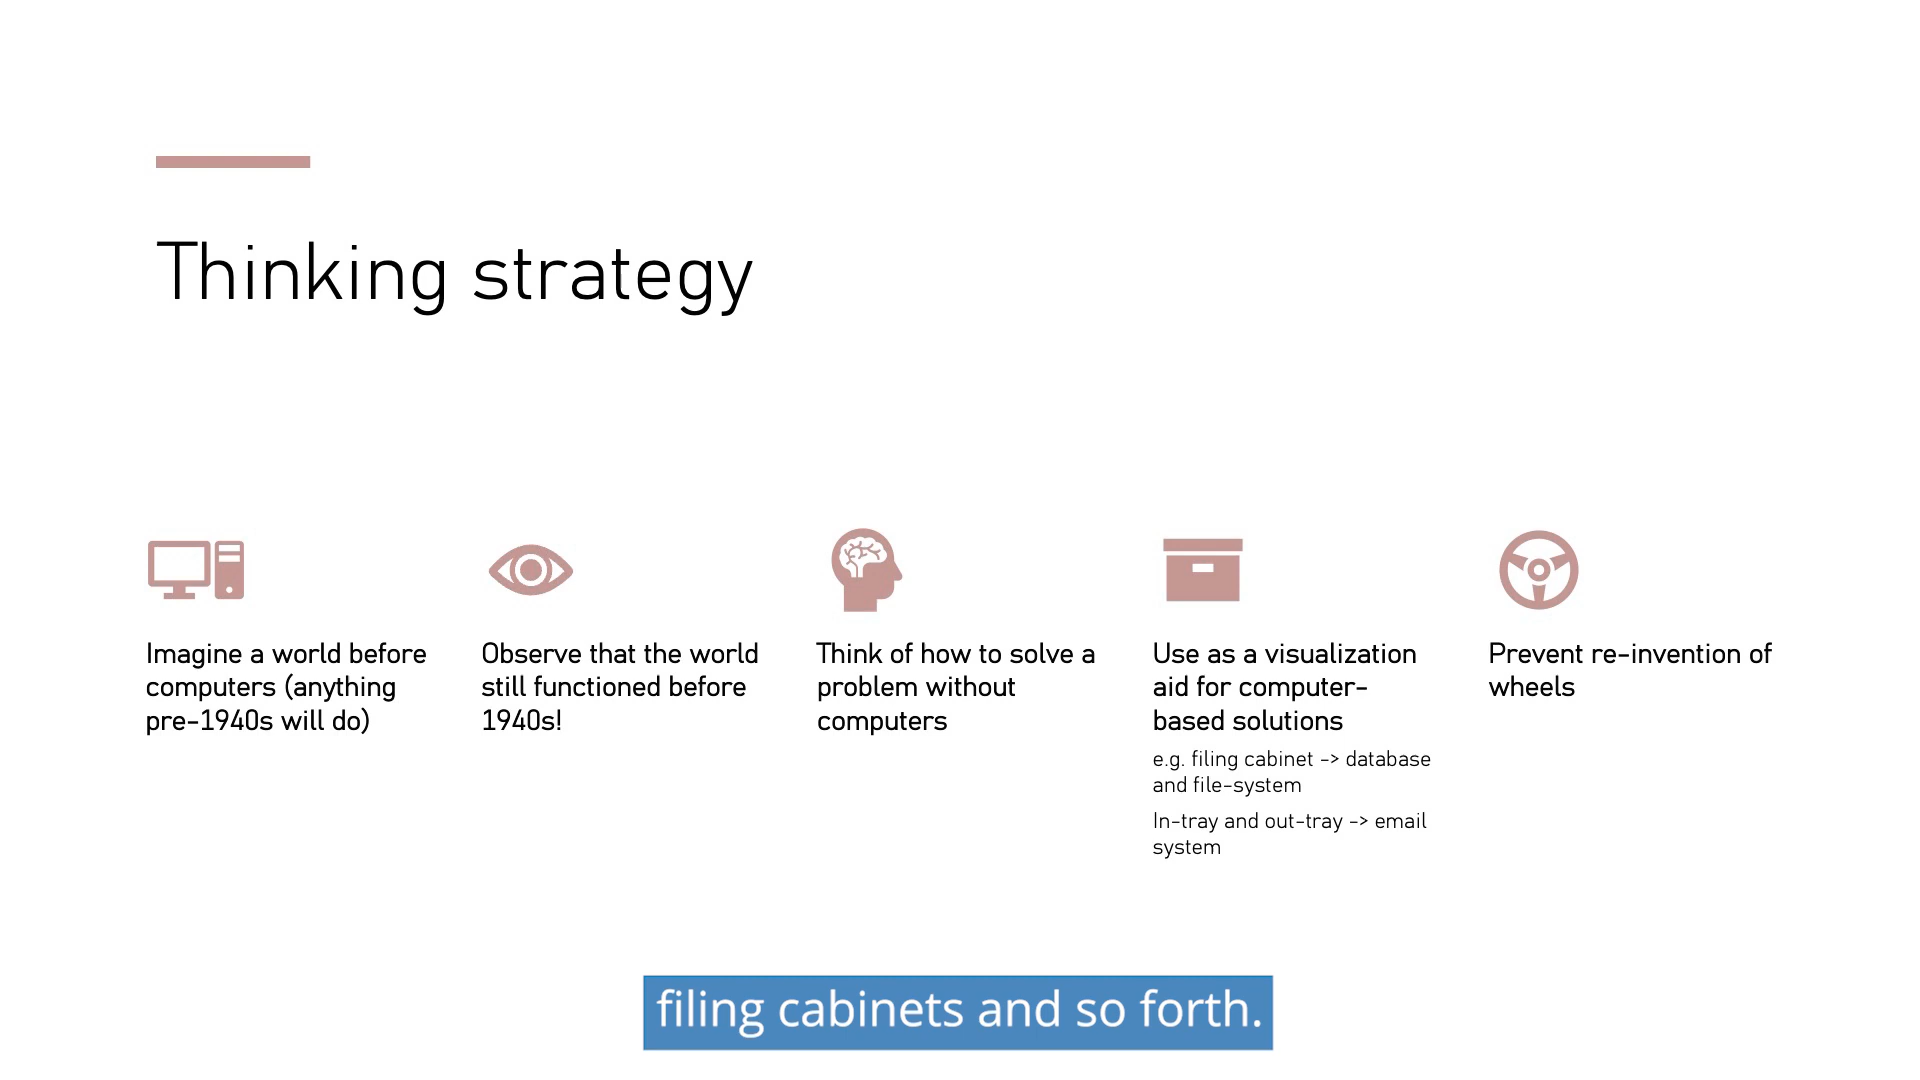 Thinking strategy
Imagine a world before
computers (anything
pre-1940s will do)
Observe that the world
still functioned before
1940s!
Think of how to solve a
problem without
computers
Use as a visualization
aid for computer-
based solutions
e.g. filing cabinet -> database
and file-system
In-tray and out-tray -> email
system
Prevent re-invention of
wheels
filing cabinets and so forth.